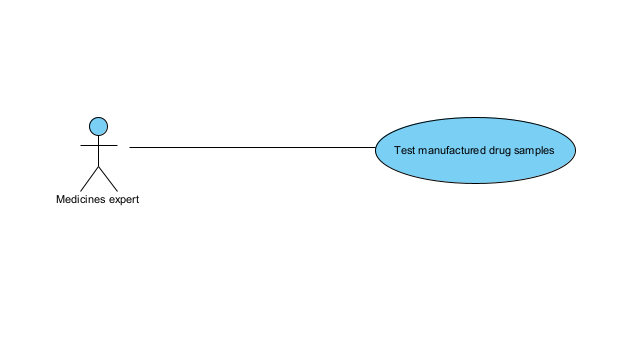 Test manufactured drug samples
Medicines expert